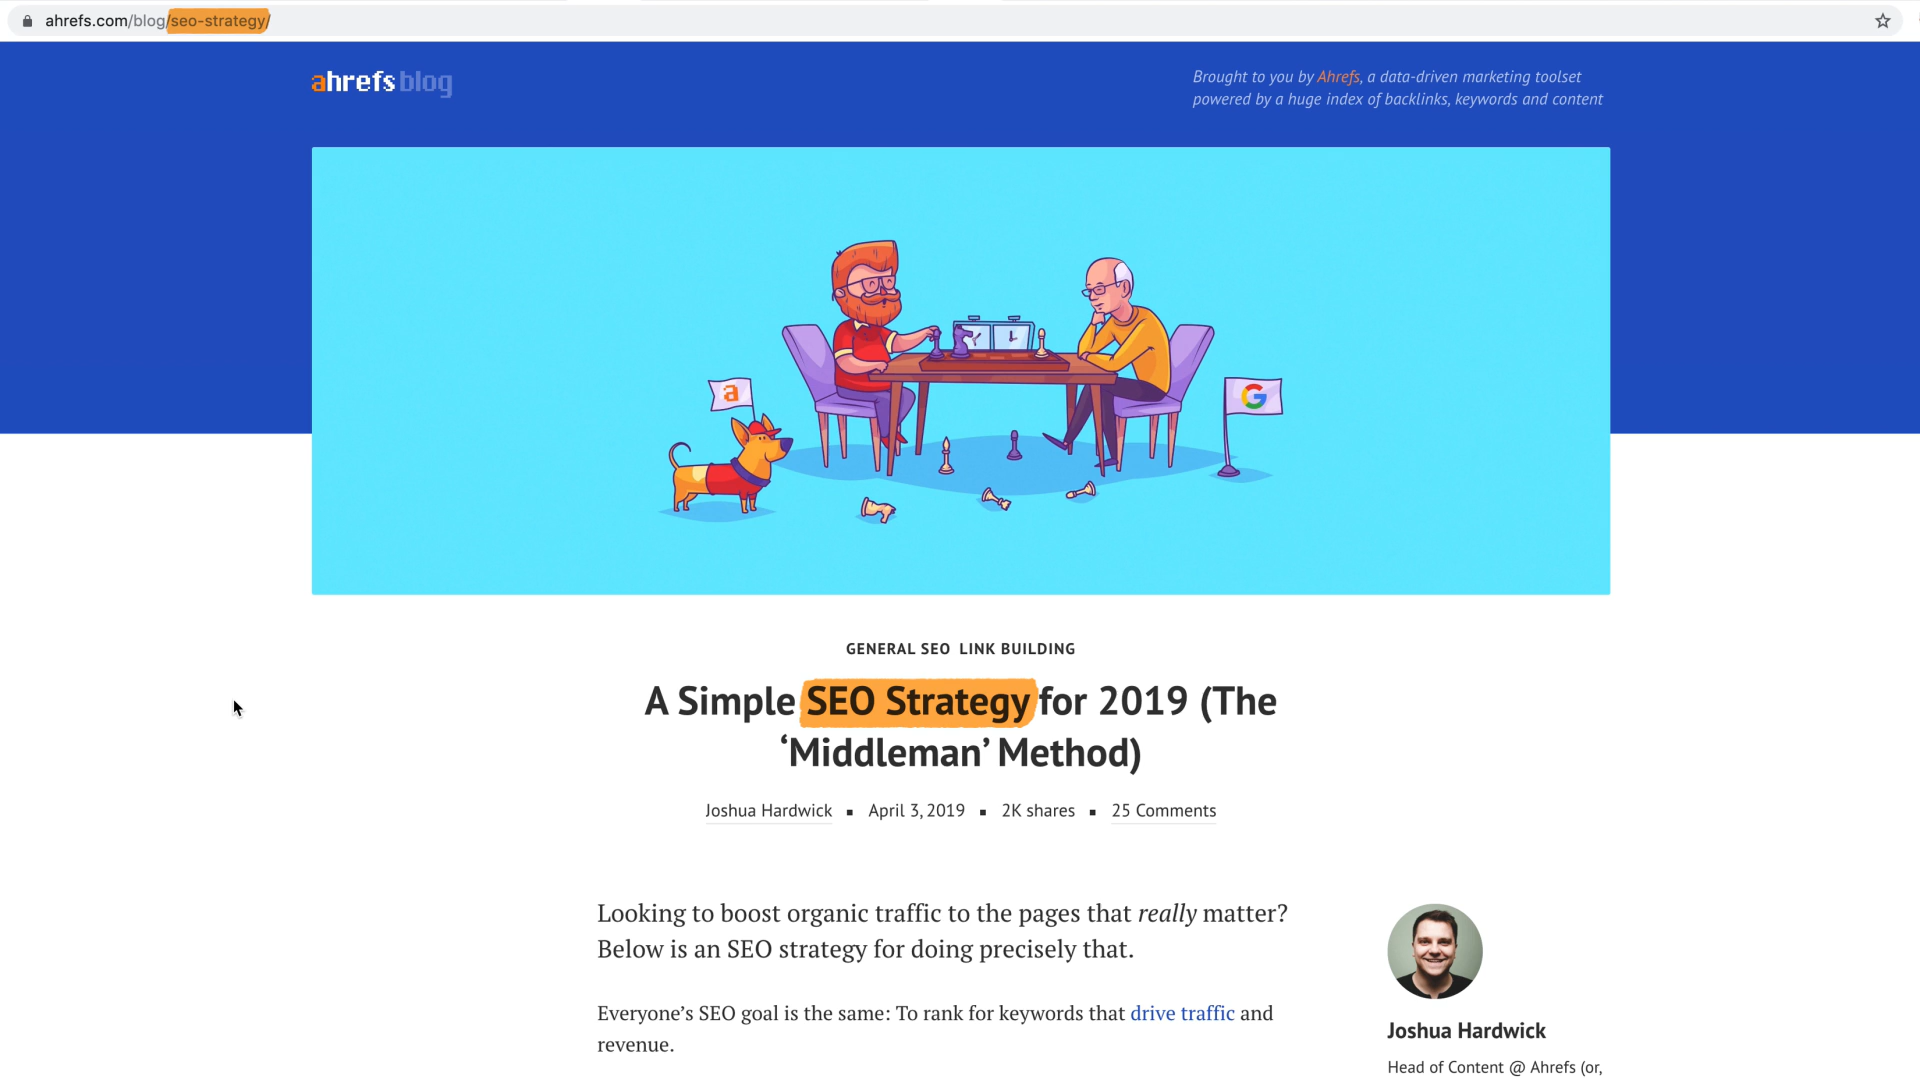 ahrefs.com/blog/seo-strategy/
ahrefs blog
Brought to you by Ahrefs, a data-driven marketing toolset
powered by a huge index of backlinks, keywords and content
a
G
GENERAL SEO LINK BUILDING
A Simple SEO Strategy for 2019 (The
‘Middleman’ Method)
Joshua Hardwick ▪ April 3, 2019 ▪ 2K shares ▪ 25 Comments
Looking to boost organic traffic to the pages that really matter?
Below is an SEO strategy for doing precisely that.
Everyone’s SEO goal is the same: To rank for keywords that drive traffic and
revenue.
Joshua Hardwick
Head of Content @ Ahrefs (or,